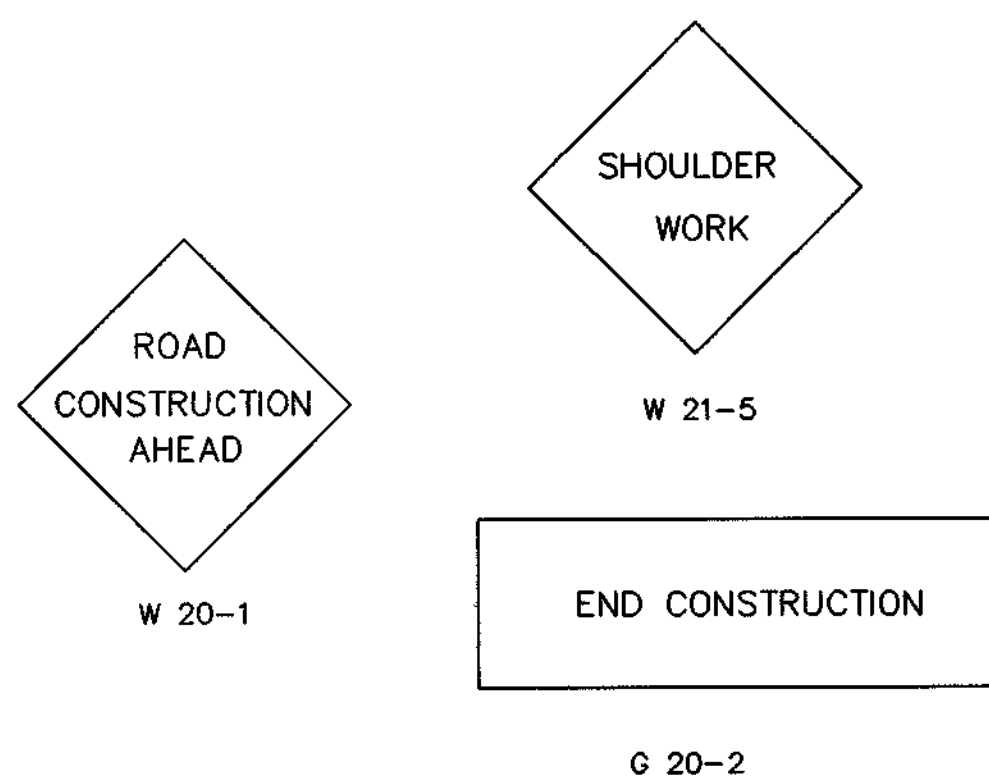 SHOULDER
WORK
W 21-5
ROAD
CONSTRUCTION
AHEAD
W 20-1
END CONSTRUCTION
G 20-2